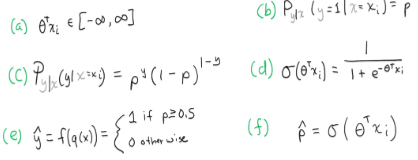 (a) θᵀxᵢ ∈ [-∞, ∞]
(b) P_{y|x} (y=1 | x=xᵢ) = p
(c) P_{y|x} (y | x=xᵢ) = p^y (1-p)^{1-y}
(d) σ(θᵀxᵢ) = 1 / (1 + e^{-θᵀxᵢ})
(e) ŷ = f(q(x)) = { 1 if p≥0.5
0 otherwise
(f) p̂ = σ(θᵀxᵢ)